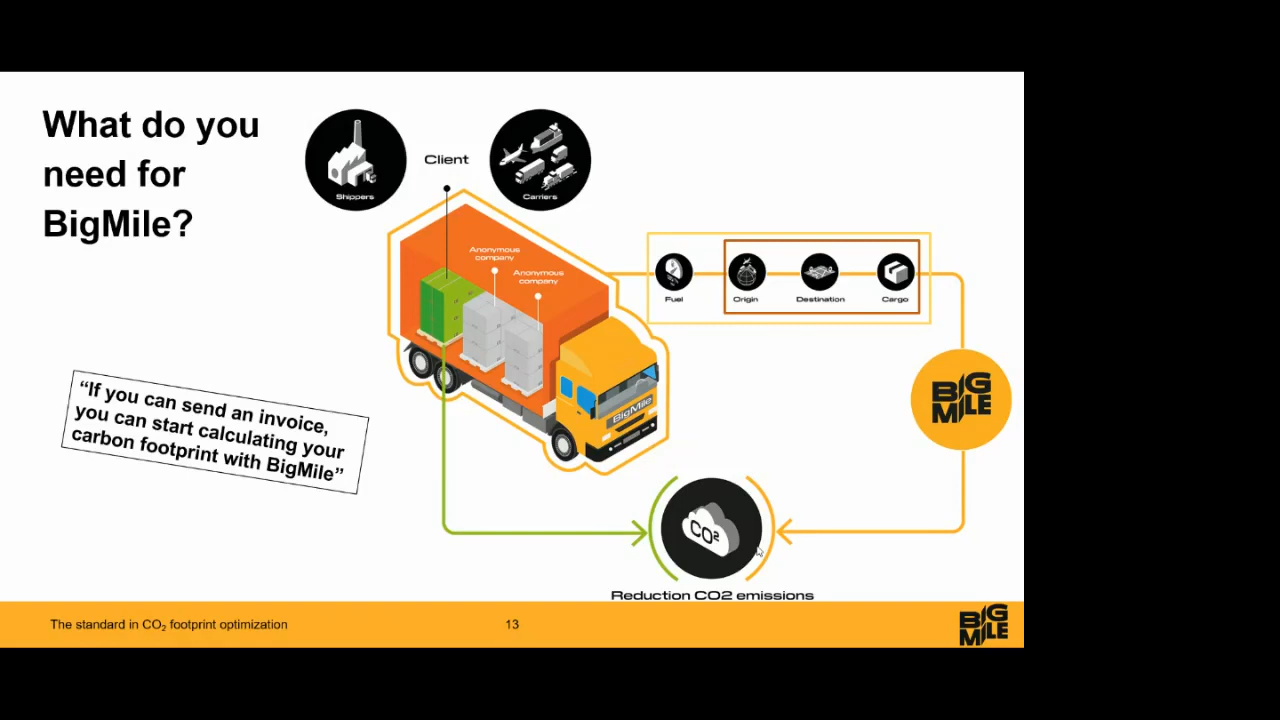 What do you
need for
BigMile?
Shippers
Client
Carriers
Anonymous
company
Anonymous
company
BigMile
Fuel
Origin
Destination
Cargo
BIG
MILE
“If you can send an invoice,
you can start calculating your
carbon footprint with BigMile”
CO²
Reduction CO2 emissions
The standard in CO₂ footprint optimization
13
BIG
MILE